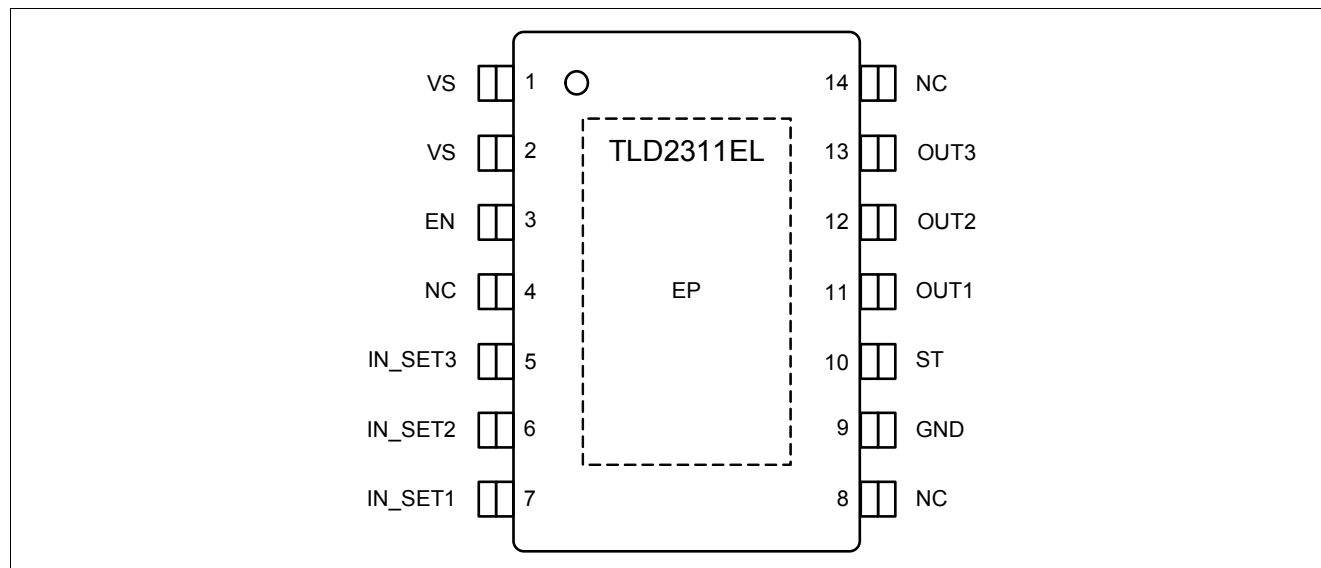 VS 1 14 NC
VS 2 TLD2311EL 13 OUT3
EN 3 12 OUT2
NC 4 EP 11 OUT1
IN_SET3 5 10 ST
IN_SET2 6 9 GND
IN_SET1 7 8 NC